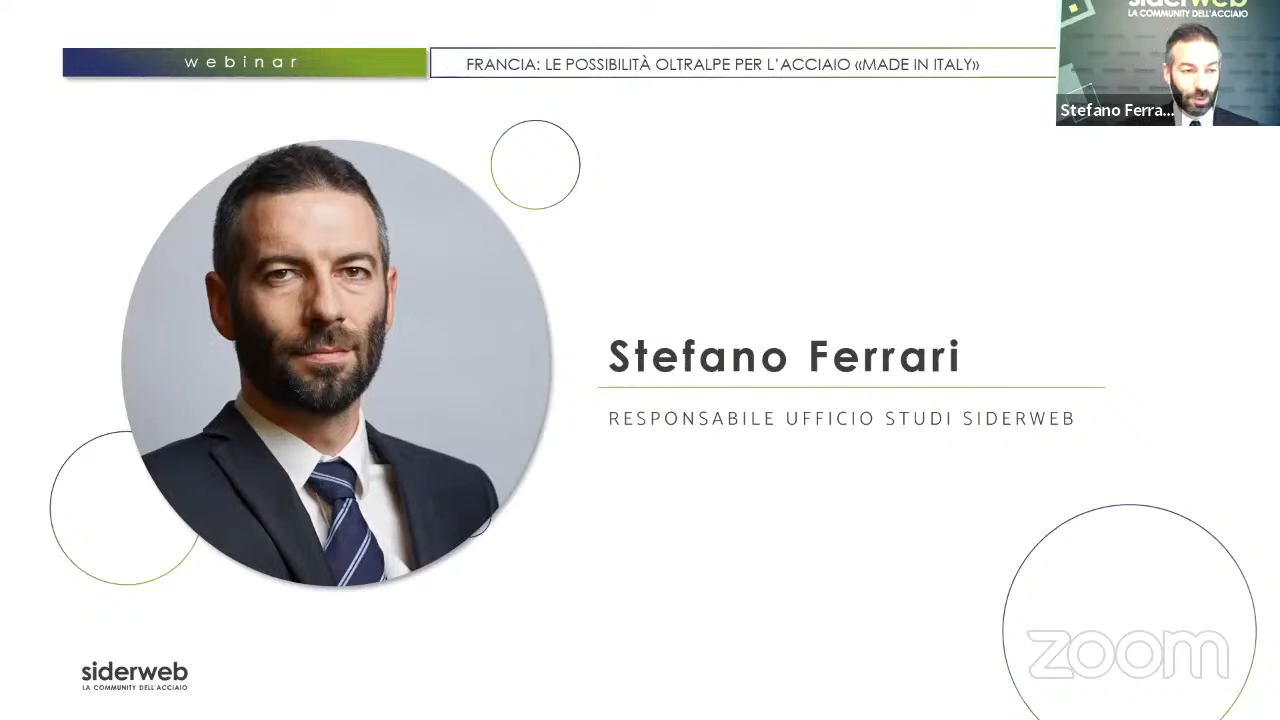 webinar
FRANCIA: LE POSSIBILITÀ OLTRALPE PER L'ACCIAIO «MADE IN ITALY»
siderweb
LA COMMUNITY DELL'ACCIAIO
Stefano Ferra...
Stefano Ferrari
RESPONSABILE UFFICIO STUDI SIDERWEB
siderweb
LA COMMUNITY DELL'ACCIAIO
zoom